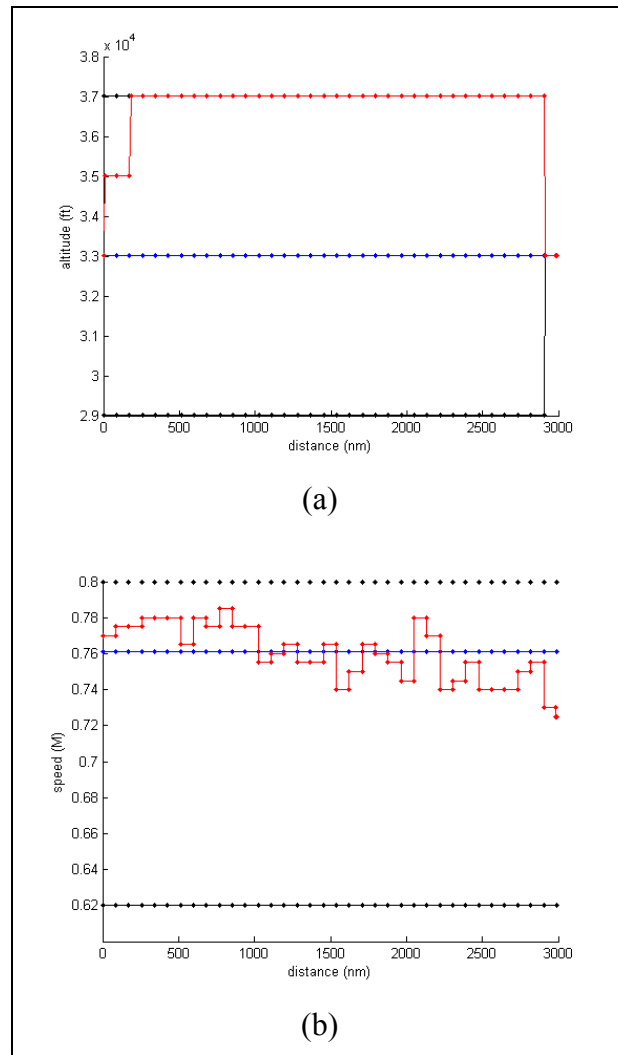 x 10⁴
3.8
3.7
3.6
3.5
3.4
3.3
3.2
3.1
3
2.9
altitude (ft)
0 500 1000 1500 2000 2500 3000
distance (nm)
(a)
0.8
0.78
0.76
0.74
0.72
0.7
0.68
0.66
0.64
0.62
speed (M)
0 500 1000 1500 2000 2500 3000
distance (nm)
(b)